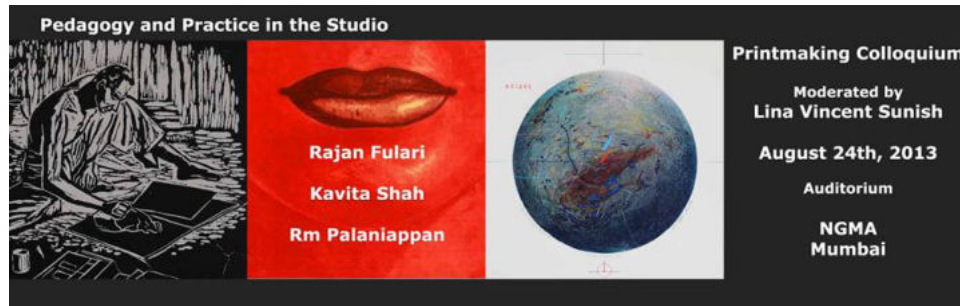 Pedagogy and Practice in the Studio
Rajan Fulari
Kavita Shah
Rm Palaniappan
Printmaking Colloquium
Moderated by
Lina Vincent Sunish
August 24th, 2013
Auditorium
NGMA
Mumbai